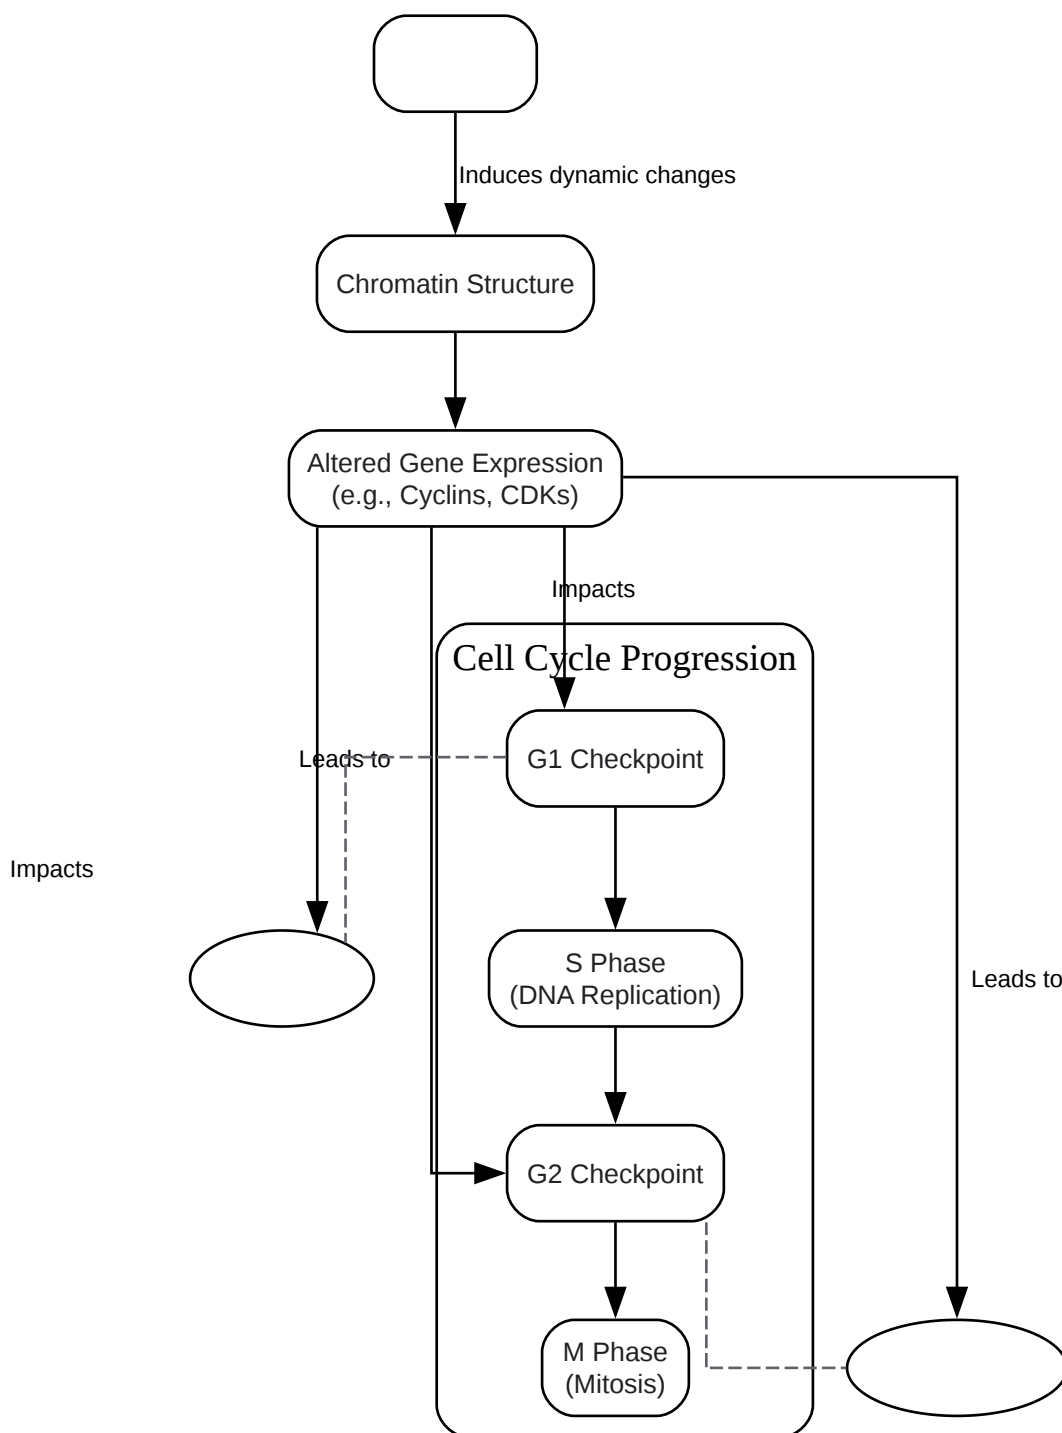 Induces dynamic changes
Chromatin Structure
Altered Gene Expression
(e.g., Cyclins, CDKs)
Impacts
Cell Cycle Progression
Leads to
G1 Checkpoint
Impacts
S Phase
(DNA Replication)
Leads to
G2 Checkpoint
M Phase
(Mitosis)